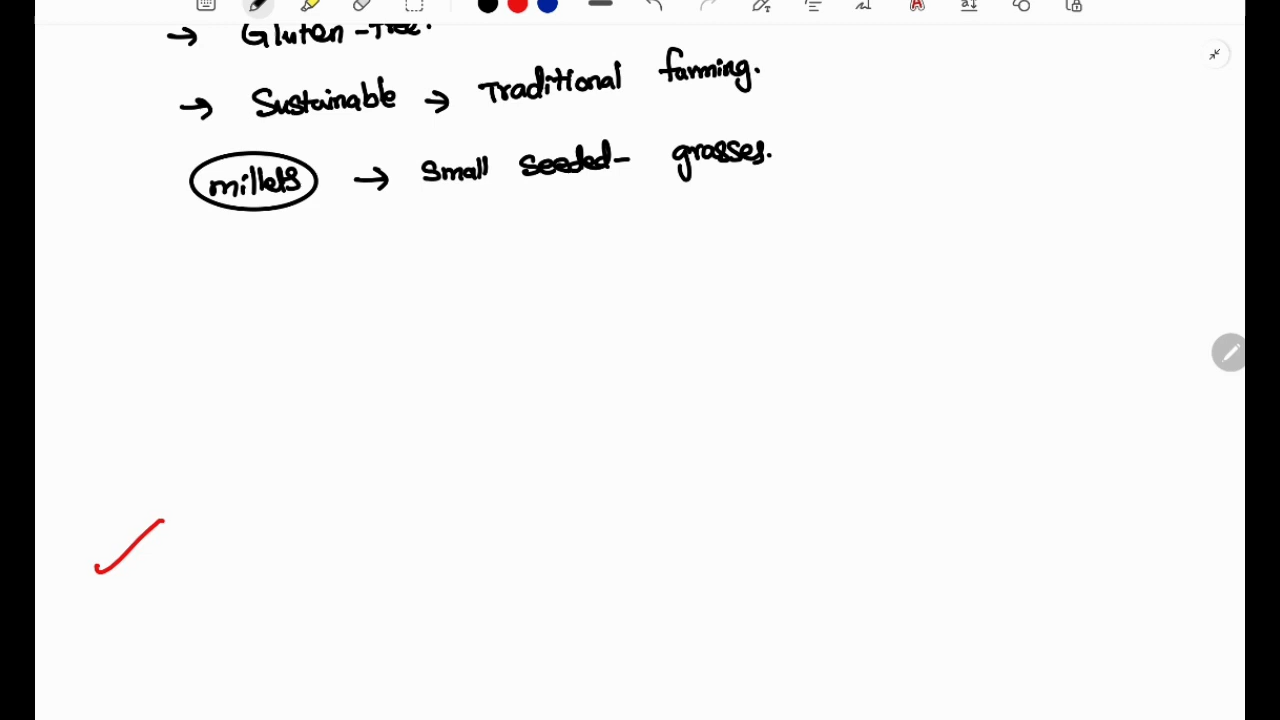 → Gluten-free.
→ Sustainable → Traditional farming.
millets → Small seeded- grasses.